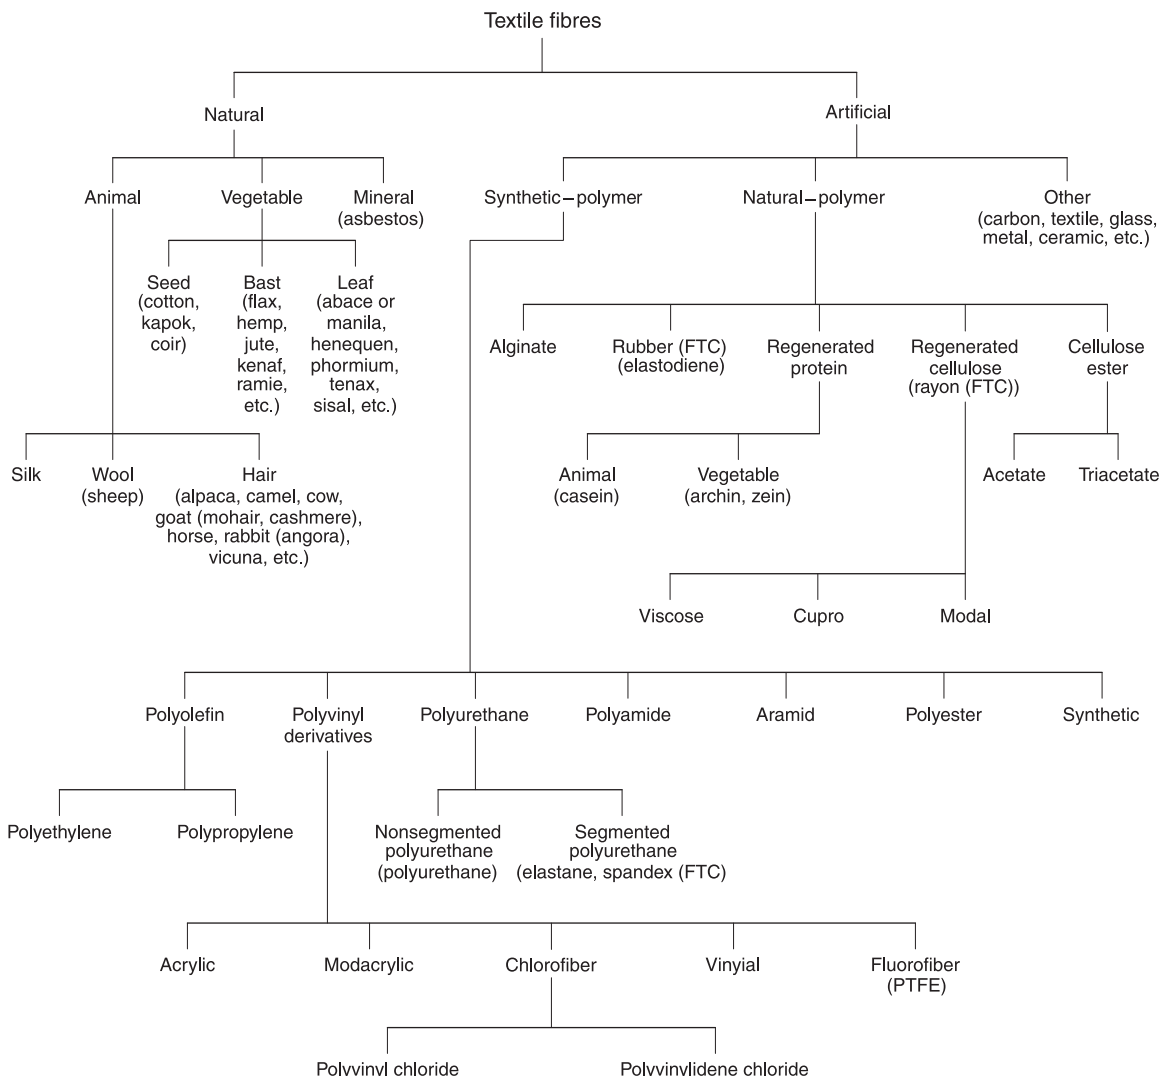 Textile fibres
Natural
Artificial
Animal
Vegetable
Mineral
(asbestos)
Synthetic–polymer
Natural–polymer
Other
(carbon, textile, glass,
metal, ceramic, etc.)
Seed
(cotton,
kapok,
coir)
Bast
(flax,
hemp,
jute,
kenaf,
ramie,
etc.)
Leaf
(abace or
manila,
henequen,
phormium,
tenax,
sisal, etc.)
Alginate
Rubber (FTC)
(elastodiene)
Regenerated
protein
Regenerated
cellulose
(rayon (FTC))
Cellulose
ester
Silk
Wool
(sheep)
Hair
(alpaca, camel, cow,
goat (mohair, cashmere),
horse, rabbit (angora),
vicuna, etc.)
Animal
(casein)
Vegetable
(archin, zein)
Acetate
Triacetate
Viscose
Cupro
Modal
Polyolefin
Polyvinyl
derivatives
Polyurethane
Polyamide
Aramid
Polyester
Synthetic
Polyethylene
Polypropylene
Nonsegmented
polyurethane
(polyurethane)
Segmented
polyurethane
(elastane, spandex (FTC)
Acrylic
Modacrylic
Chlorofiber
Vinyial
Fluorofiber
(PTFE)
Polyvinyl chloride
Polyvinylidene chloride